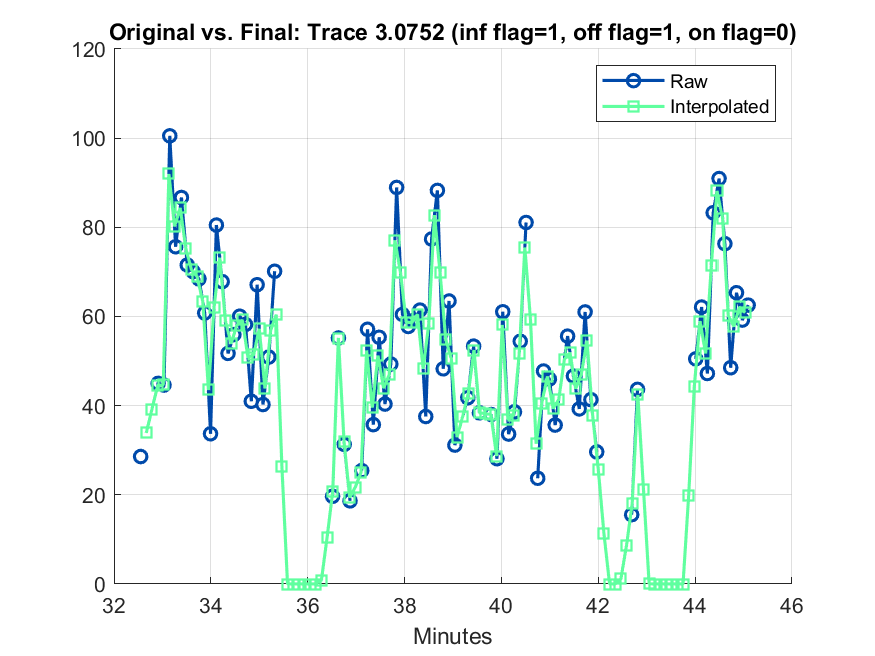 Original vs. Final: Trace 3.0752 (inf flag=1, off flag=1, on flag=0)
120
100
80
60
40
20
0
Raw
Interpolated
32 34 36 38 40 42 44 46
Minutes